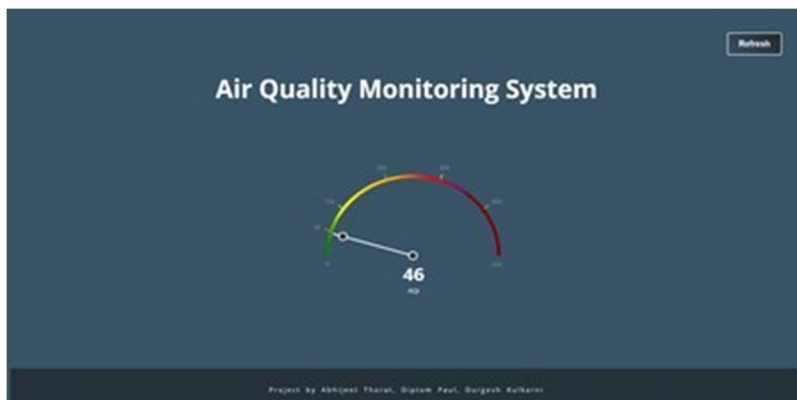 Refresh
Air Quality Monitoring System
46
AQI
Project by Abhijeet Thorat, Diptam Paul, Durgesh Kulkarni